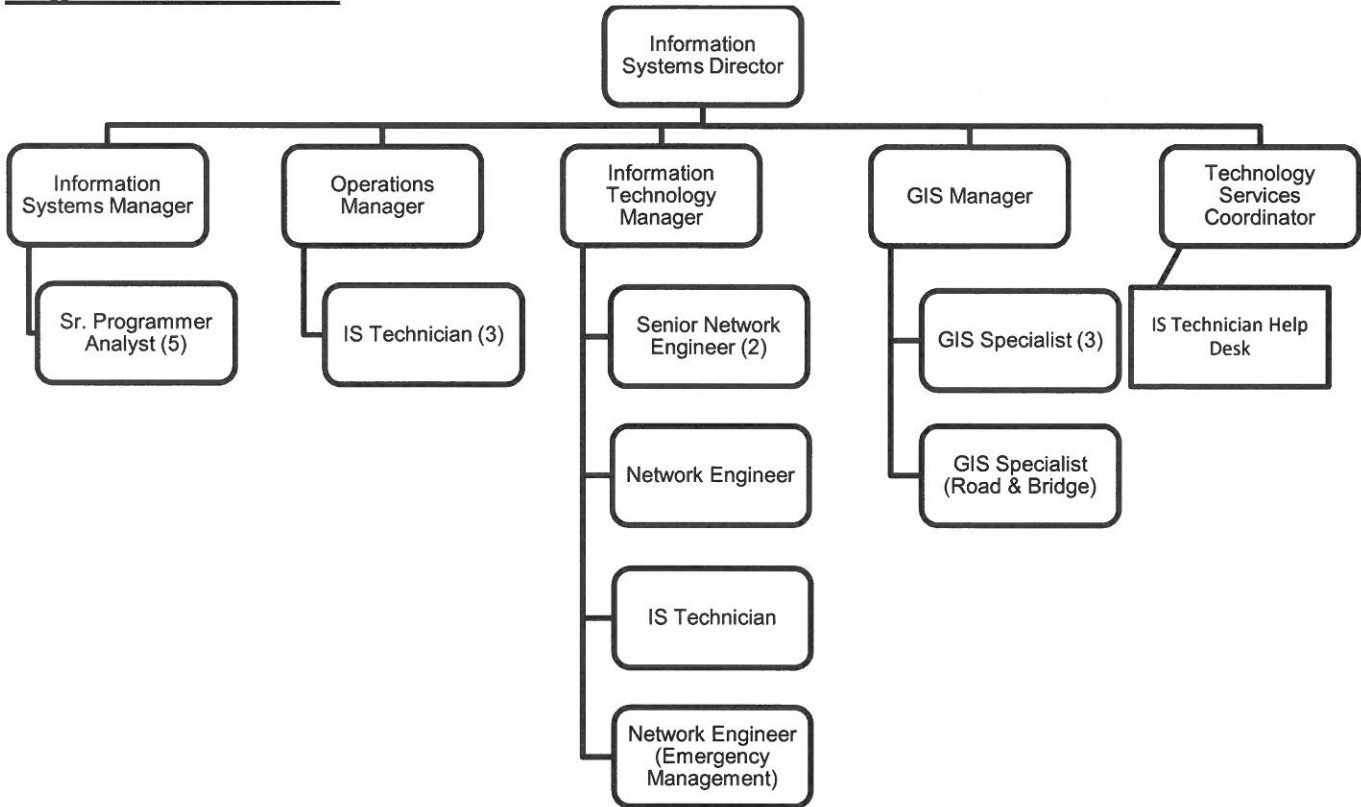 Information
Systems Director
Information
Systems Manager
Operations
Manager
Information
Technology
Manager
GIS Manager
Technology
Services
Coordinator
Sr. Programmer
Analyst (5)
IS Technician (3)
Senior Network
Engineer (2)
GIS Specialist (3)
IS Technician Help
Desk
Network Engineer
GIS Specialist
(Road & Bridge)
IS Technician
Network Engineer
(Emergency
Management)